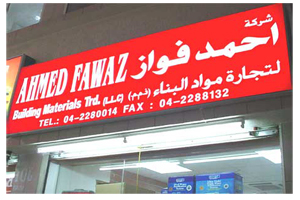 شركة
AHMED FAWAZ احمد فواز
Building Materials Trd. (L.L.C) لتجارة مواد البناء (ذ.م.م)
TEL.: 04-2280014 FAX : 04-2288132